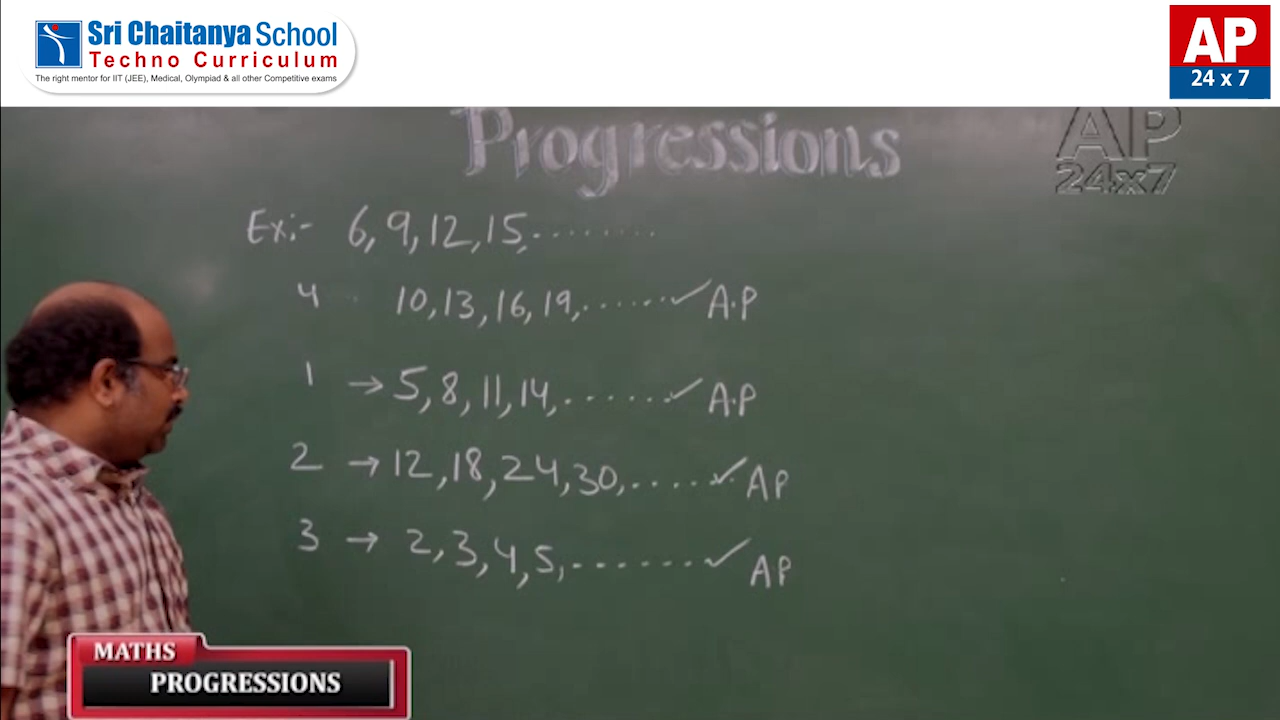 Sri Chaitanya School
Techno Curriculum
The right mentor for IIT (JEE), Medical, Olympiad & all other Competitive exams
AP
24 x 7
Progressions
AP
24x7
Ex:- 6, 9, 12, 15, ........
4 10, 13, 16, 19, ...... ✓ A.P
1 → 5, 8, 11, 14, ...... ✓ A.P
2 → 12, 18, 24, 30, ..... ✓ AP
3 → 2, 3, 4, 5, ....... ✓ AP
MATHS
PROGRESSIONS